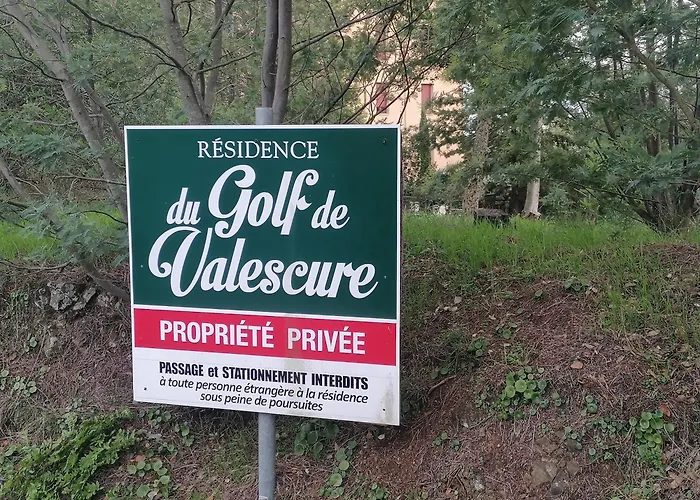 RÉSIDENCE
du Golf de
Valescure
PROPRIÉTÉ PRIVÉE
PASSAGE et STATIONNEMENT INTERDITS
à toute personne étrangère à la résidence
sous peine de poursuites